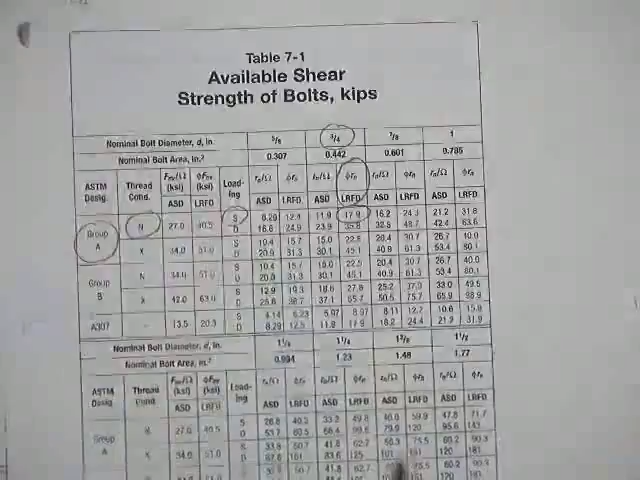 Table 7-1
Available Shear
Strength of Bolts, kips
Nominal Bolt Diameter, d, in. 5/8 3/4 7/8 1
Nominal Bolt Area, in.² 0.307 0.442 0.601 0.785
ASTM Desig. Thread Cond. Fnv/Ω (ksi) φFnv (ksi) Load-ing rn/Ω φrn rn/Ω φrn rn/Ω φrn rn/Ω φrn
ASD LRFD ASD LRFD ASD LRFD ASD LRFD ASD LRFD
Group A N 27.0 40.5 S 8.29 12.4 11.9 17.9 16.2 24.3 21.2 31.8
D 16.6 24.9 23.9 35.8 32.5 48.7 42.4 63.6
X 34.0 51.0 S 10.4 15.7 15.0 22.5 20.4 30.7 26.7 40.0
D 20.9 31.3 30.1 45.1 40.9 61.3 53.4 80.1
Group B N 34.0 51.0 S 10.4 15.7 15.0 22.5 20.4 30.7 26.7 40.0
D 20.9 31.3 30.1 45.1 40.9 61.3 53.4 80.1
X 42.0 63.0 S 12.9 19.3 18.6 27.8 25.2 37.9 33.0 49.5
D 25.8 38.7 37.1 55.7 50.5 75.7 65.9 98.9
A307 - 13.5 20.3 S 4.14 6.23 5.97 8.97 8.11 12.2 10.6 15.9
D 8.29 12.5 11.9 17.9 16.2 24.4 21.2 31.9
Nominal Bolt Diameter, d, in. 1 1/8 1 1/4 1 3/8 1 1/2
Nominal Bolt Area, in.² 0.994 1.23 1.48 1.77
ASTM Desig. Thread Cond. Fnv/Ω (ksi) φFnv (ksi) Load-ing rn/Ω φrn rn/Ω φrn rn/Ω φrn rn/Ω φrn
ASD LRFD ASD LRFD ASD LRFD ASD LRFD ASD LRFD
Group A N 27.0 40.5 S 26.8 40.3 33.2 49.8 40.0 59.9 47.8 71.7
D 53.7 80.5 66.4 99.6 79.9 120 95.6 143
X 34.0 51.0 S 33.8 50.7 41.8 62.7 50.3 75.5 60.2 90.3
D 67.6 101 83.6 125 101 151 120 181
50.7 41.8 62.7 75.5 60.2 90.3